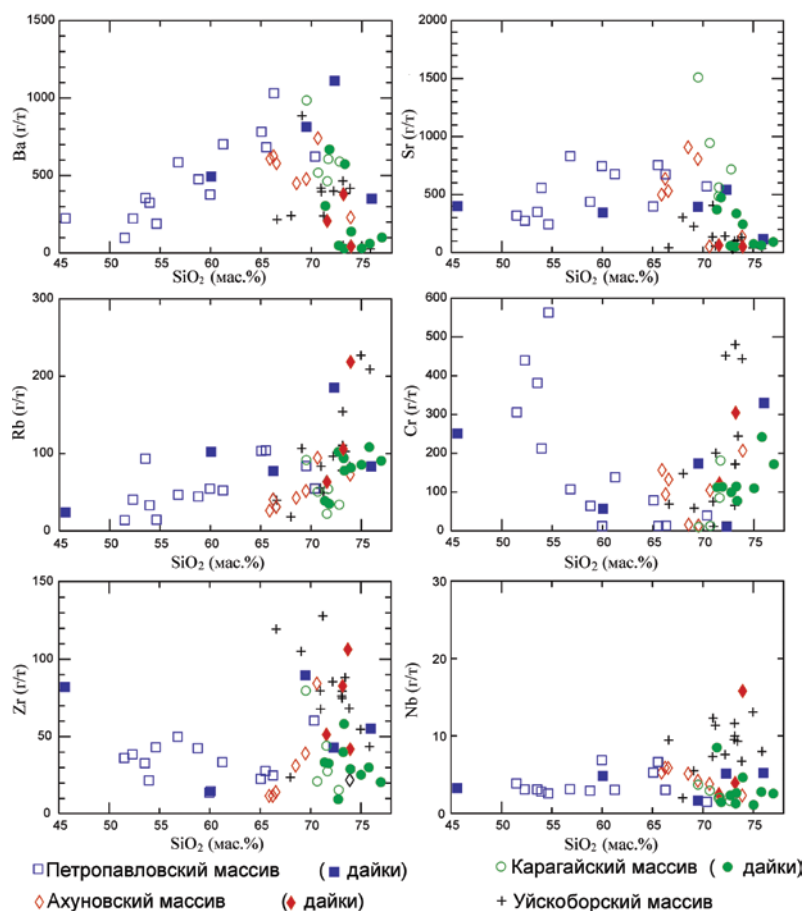 1500
1000
500
0
Ba (г/т)
45 50 55 60 65 70 75
SiO₂ (мас.%)
2000
1500
1000
500
0
Sr (г/т)
45 50 55 60 65 70 75
SiO₂ (мас.%)
300
200
100
0
Rb (г/т)
45 50 55 60 65 70 75
SiO₂ (мас.%)
600
500
400
300
200
100
0
Cr (г/т)
45 50 55 60 65 70 75
SiO₂ (мас.%)
150
100
50
0
Zr (г/т)
45 50 55 60 65 70 75
SiO₂ (мас.%)
30
20
10
0
Nb (г/т)
45 50 55 60 65 70 75
SiO₂ (мас.%)
Петропавловский массив ( дайки)
Карагайский массив ( дайки)
Ахуновский массив ( дайки)
Уйскоборский массив